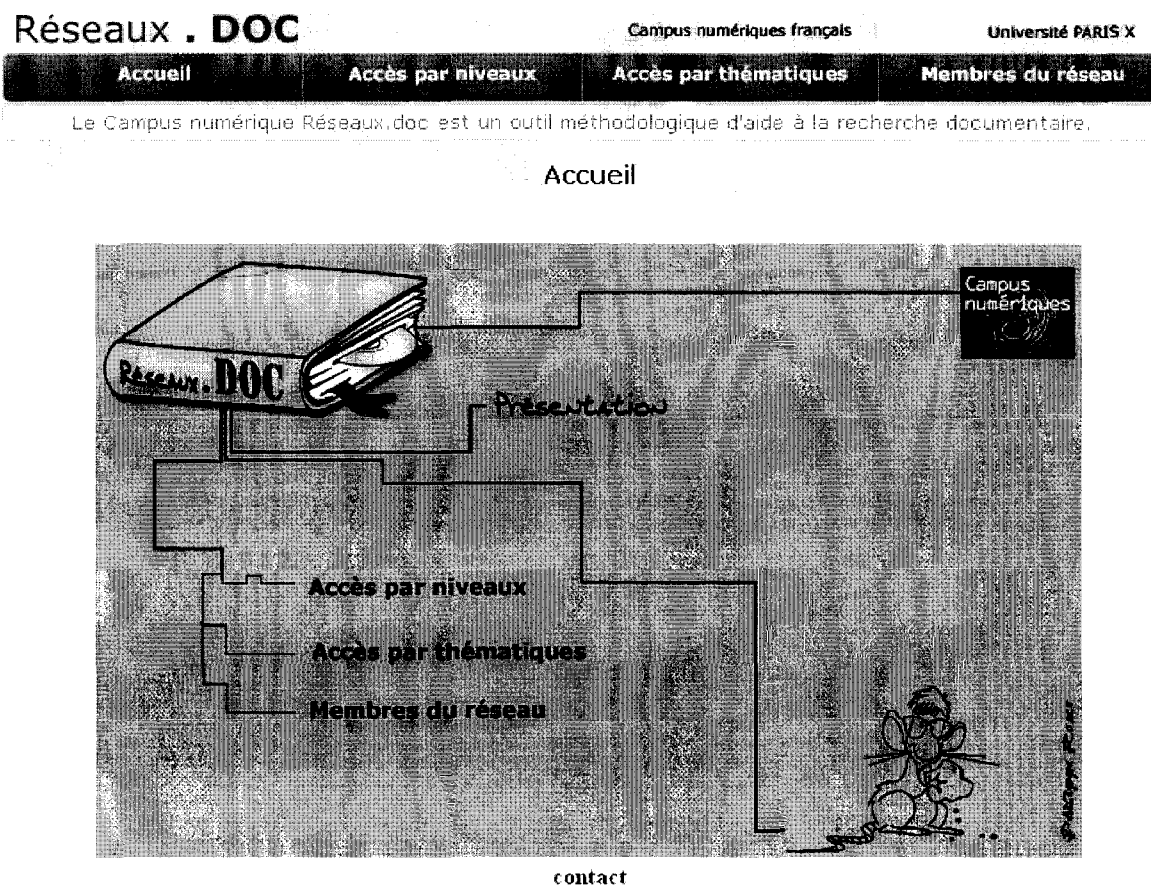 Réseaux . DOC
Campus numériques français
Université PARIS X
Accueil
Accès par niveaux
Accès par thématiques
Membres du réseau
Le Campus numérique Réseaux.doc est un outil méthodologique d'aide à la recherche documentaire.
Accueil
Campus
numériques
Réseaux.DOC
Présentation
Accès par niveaux
Accès par thématiques
Membres du réseau
contact